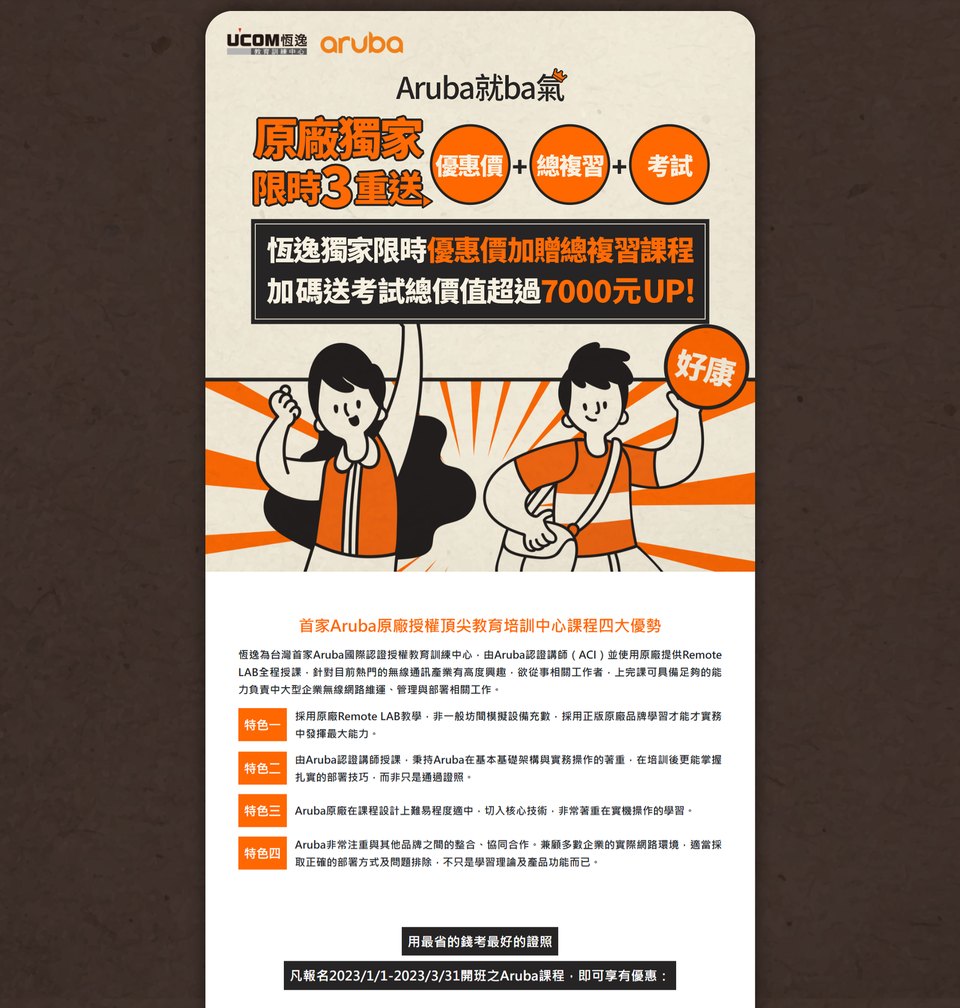 UCOM恆逸
教育訓練中心
aruba
Aruba就ba氣
原廠獨家
限時3重送
優惠價+總複習+考試
恆逸獨家限時優惠價加贈總複習課程
加碼送考試總價值超過7000元UP!
好康
首家Aruba原廠授權頂尖教育培訓中心課程四大優勢
恆逸為台灣首家Aruba國際認證授權教育訓練中心，由Aruba認證講師（ACI）並使用原廠提供Remote
LAB全程授課，針對目前熱門的無線通訊產業有高度興趣，欲從事相關工作者，上完課可具備足夠的能
力負責中大型企業無線網路維運、管理與部署相關工作。
特色一
採用原廠Remote LAB教學，非一般坊間模擬設備充數，採用正版原廠品牌學習才能才實務
中發揮最大能力。
特色二
由Aruba認證講師授課，秉持Aruba在基本基礎架構與實務操作的著重，在培訓後更能掌握
扎實的部署技巧，而非只是通過證照。
特色三
Aruba原廠在課程設計上難易程度適中，切入核心技術，非常著重在實機操作的學習。
特色四
Aruba非常注重與其他品牌之間的整合、協同合作。兼顧多數企業的實際網路環境，適當採
取正確的部署方式及問題排除，不只是學習理論及產品功能而已。
用最省的錢考最好的證照
凡報名2023/1/1-2023/3/31開班之Aruba課程，即可享有優惠：